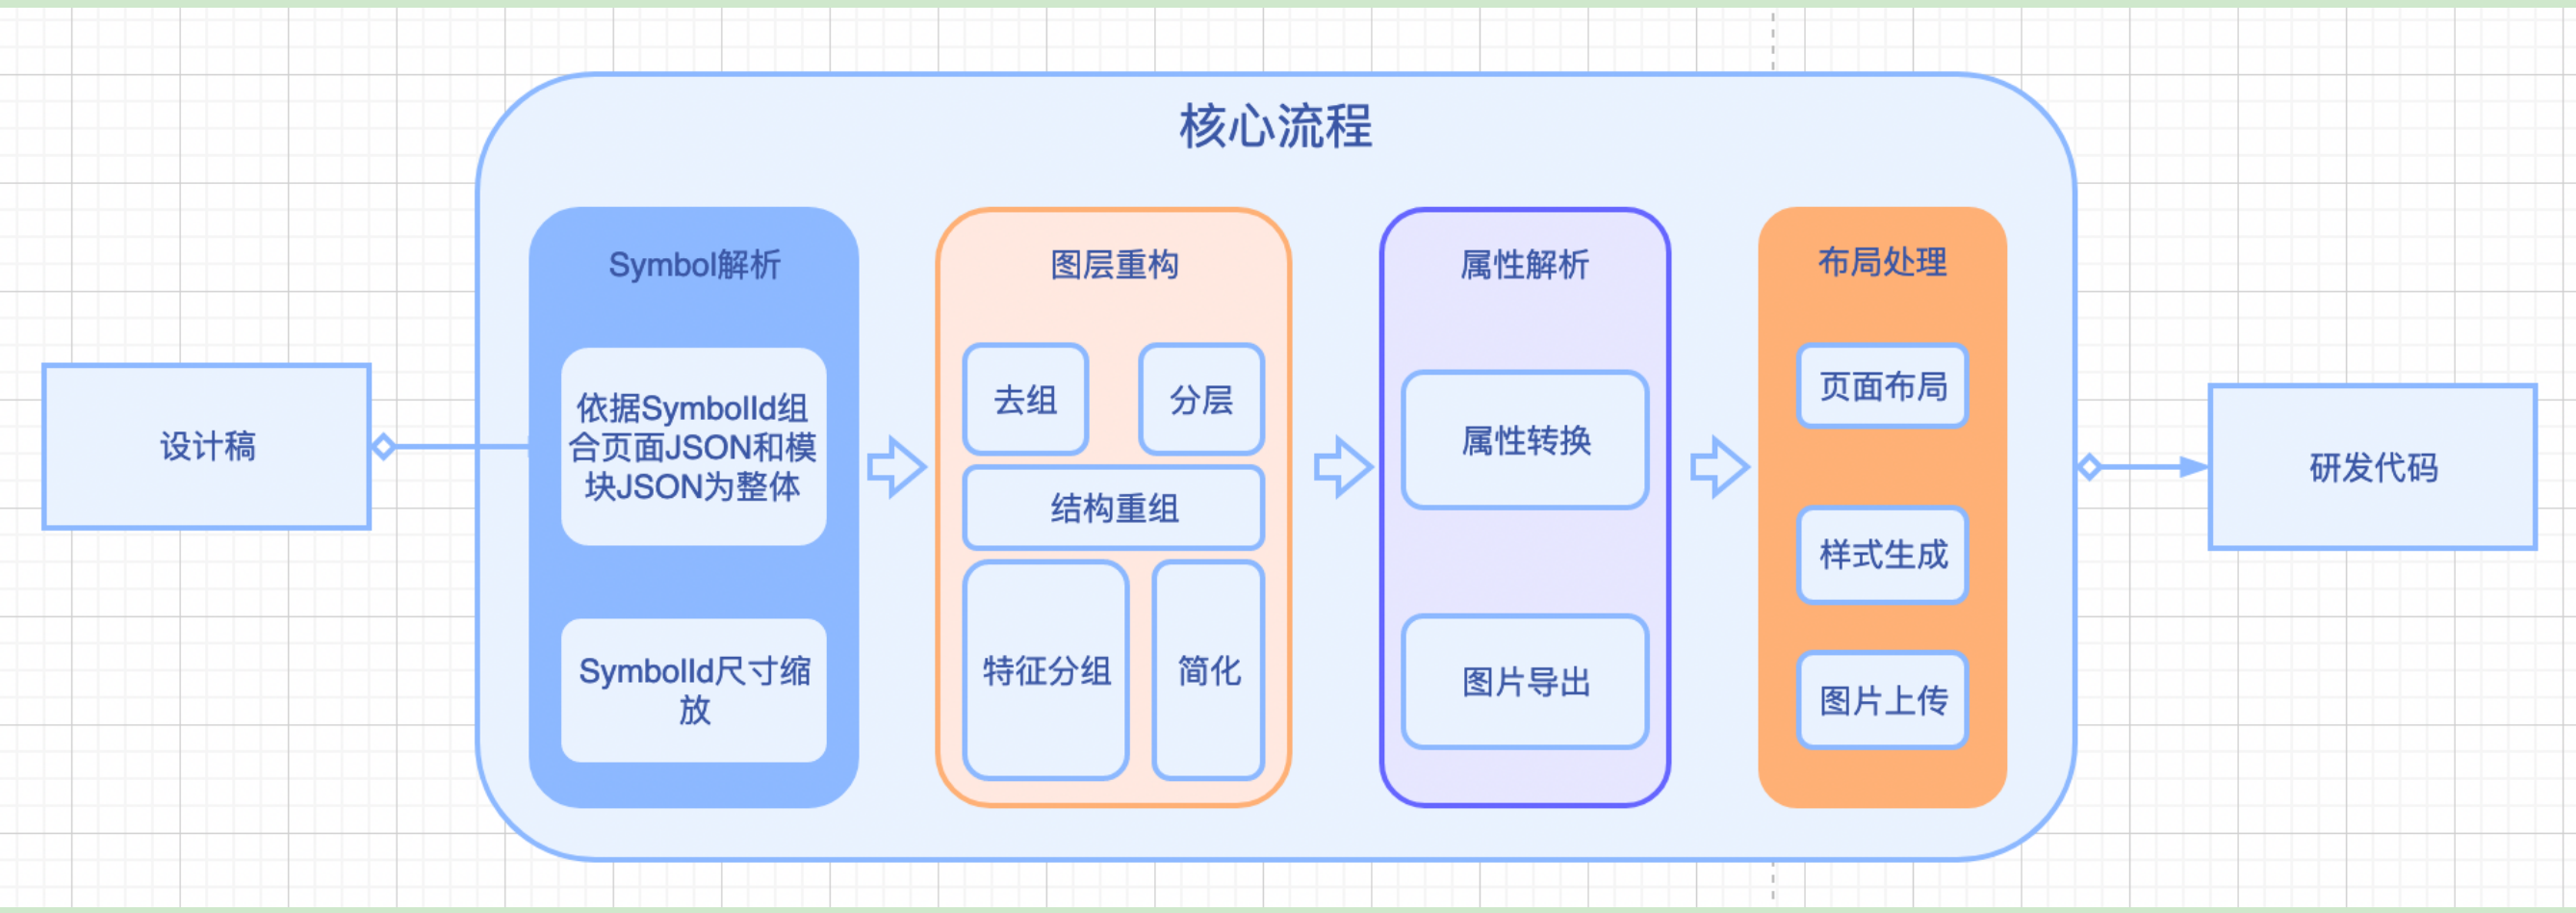 核心流程
设计稿
Symbol解析
依据SymbolId组
合页面JSON和模
块JSON为整体
SymbolId尺寸缩
放
图层重构
去组
分层
结构重组
特征分组
简化
属性解析
属性转换
图片导出
布局处理
页面布局
样式生成
图片上传
研发代码